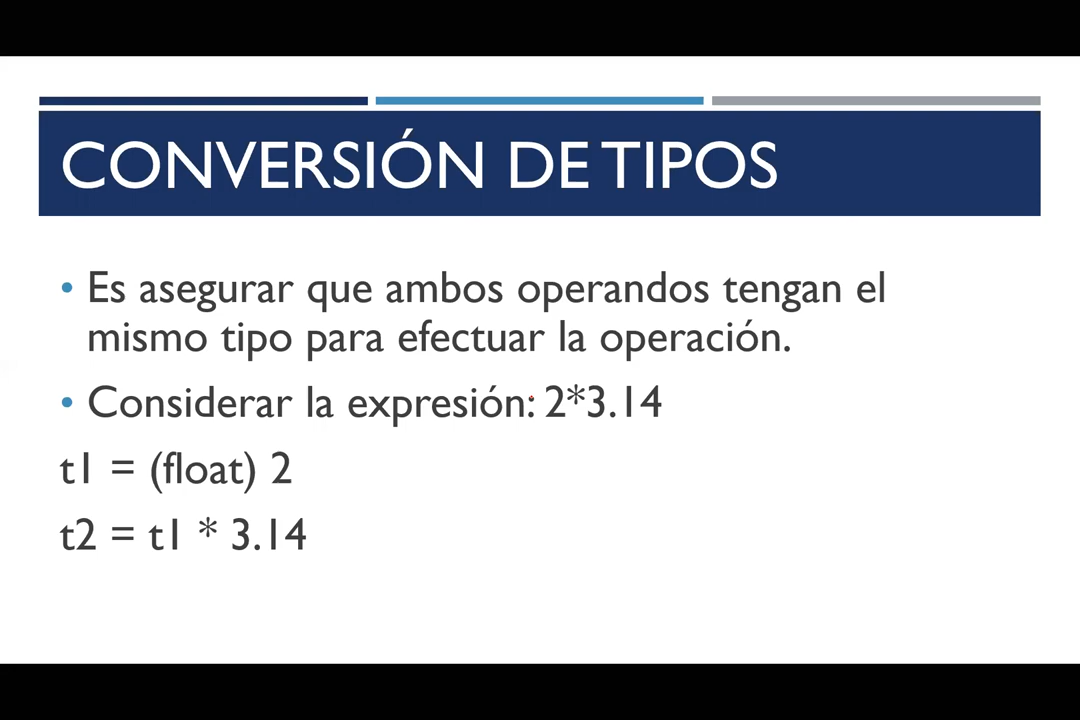 CONVERSIÓN DE TIPOS
• Es asegurar que ambos operandos tengan el
mismo tipo para efectuar la operación.
• Considerar la expresión: 2*3.14
t1 = (float) 2
t2 = t1 * 3.14